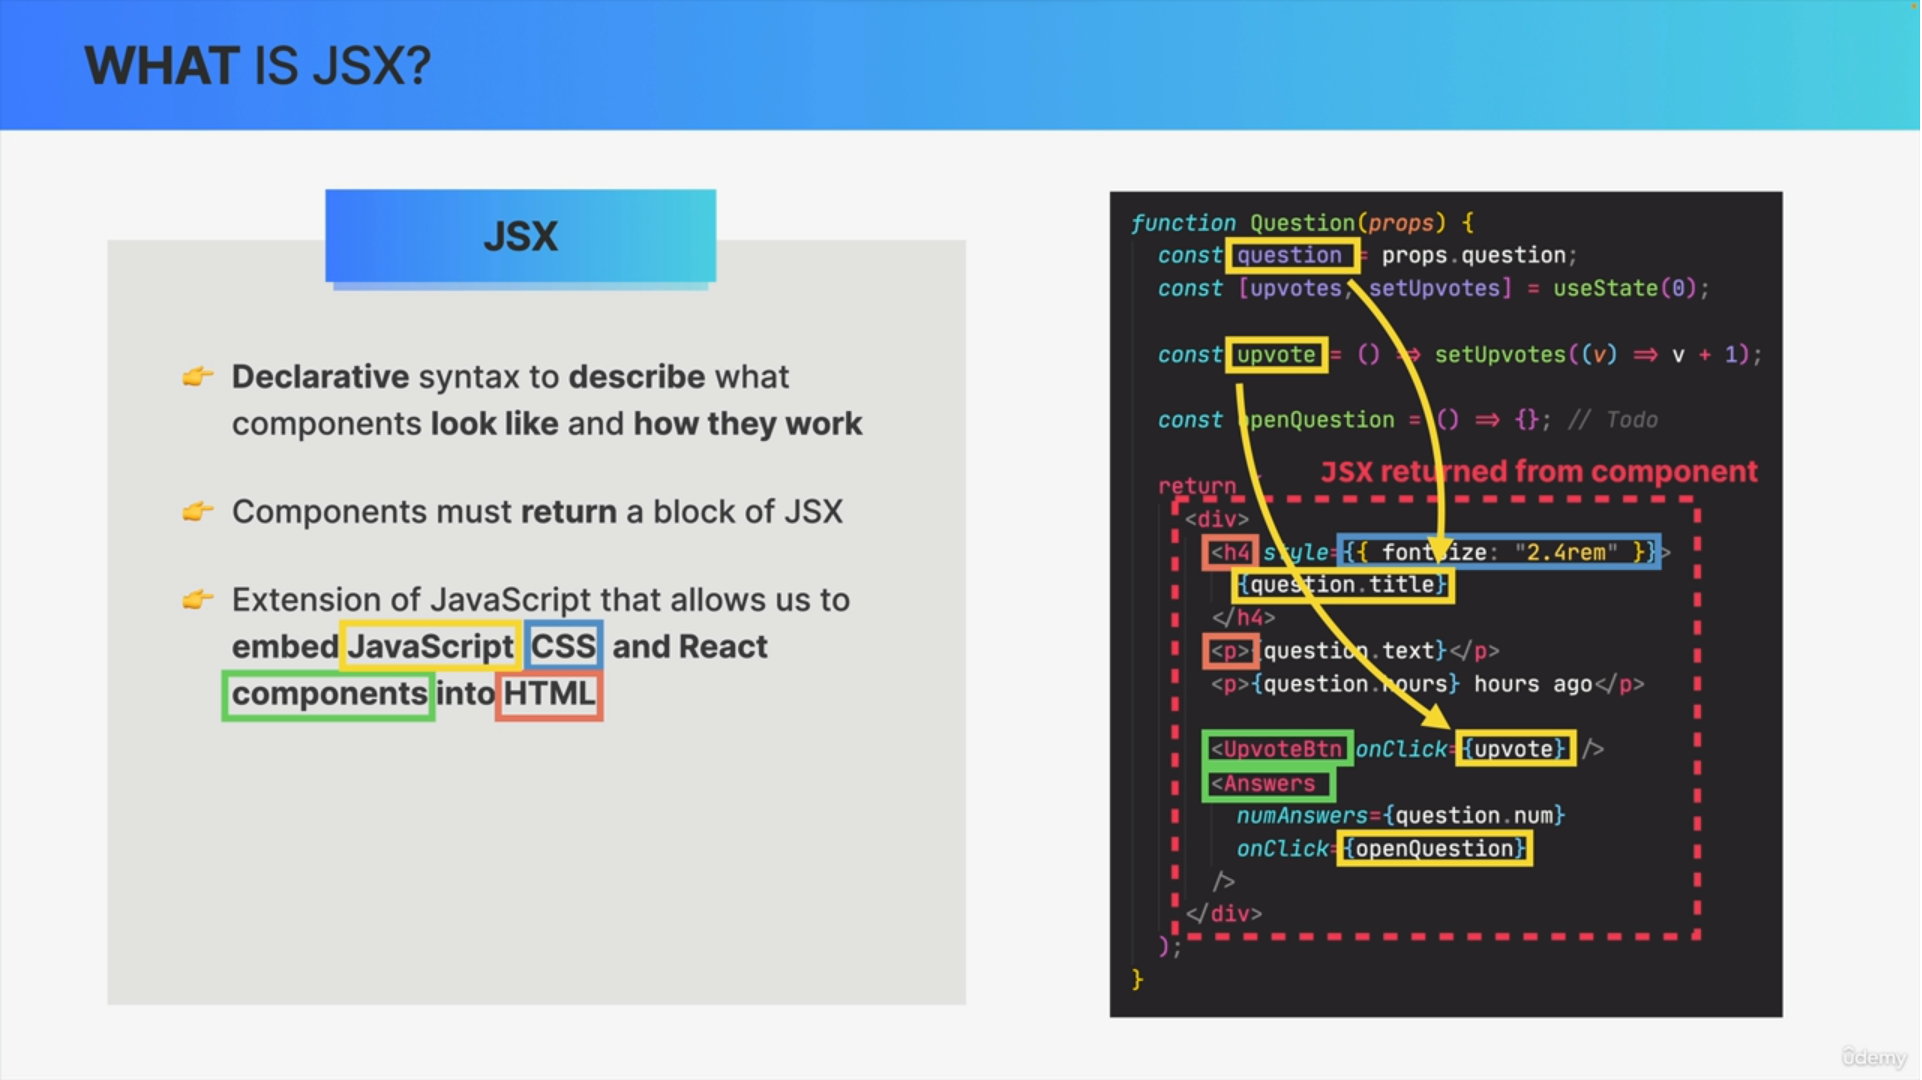 WHAT IS JSX?
JSX
👉 Declarative syntax to describe what
components look like and how they work
👉 Components must return a block of JSX
👉 Extension of JavaScript that allows us to
embed JavaScript CSS and React
components into HTML
function Question(props) {
const question = props.question;
const [upvotes, setUpvotes] = useState(0);
const upvote = () => setUpvotes((v) => v + 1);
const openQuestion = () => {}; // Todo
JSX returned from component
return
<div>
<h4 style={{ fontSize: "2.4rem" }}>
{question.title}
</h4>
<p>{question.text}</p>
<p>{question.hours} hours ago</p>
<UpvoteBtn onClick={upvote} />
<Answers
numAnswers={question.num}
onClick={openQuestion}
/>
</div>
);
}
ûdemy